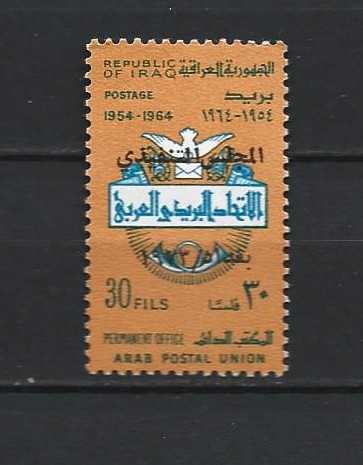 REPUBLIC OF IRAQ
الجمهورية العراقية
POSTAGE
بريد
1954-1964
١٩٥٤-١٩٦٤
المجلس التنفيذي
الاتحاد البريدي العربي
30 FILS
٣٠ فلسًا
PERMANENT OFFICE
المكتب الدائم
ARAB POSTAL UNION